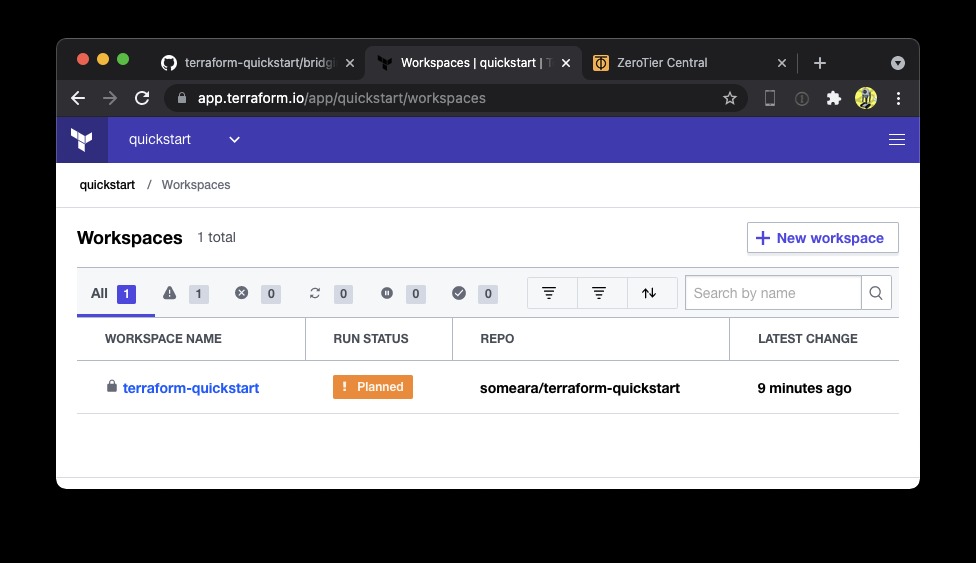 terraform-quickstart/bridgi
Workspaces | quickstart | T
ZeroTier Central
app.terraform.io/app/quickstart/workspaces
quickstart
quickstart / Workspaces
Workspaces 1 total
+ New workspace
All 1 1 0 0 0 0
Search by name
WORKSPACE NAME RUN STATUS REPO LATEST CHANGE
terraform-quickstart ! Planned someara/terraform-quickstart 9 minutes ago